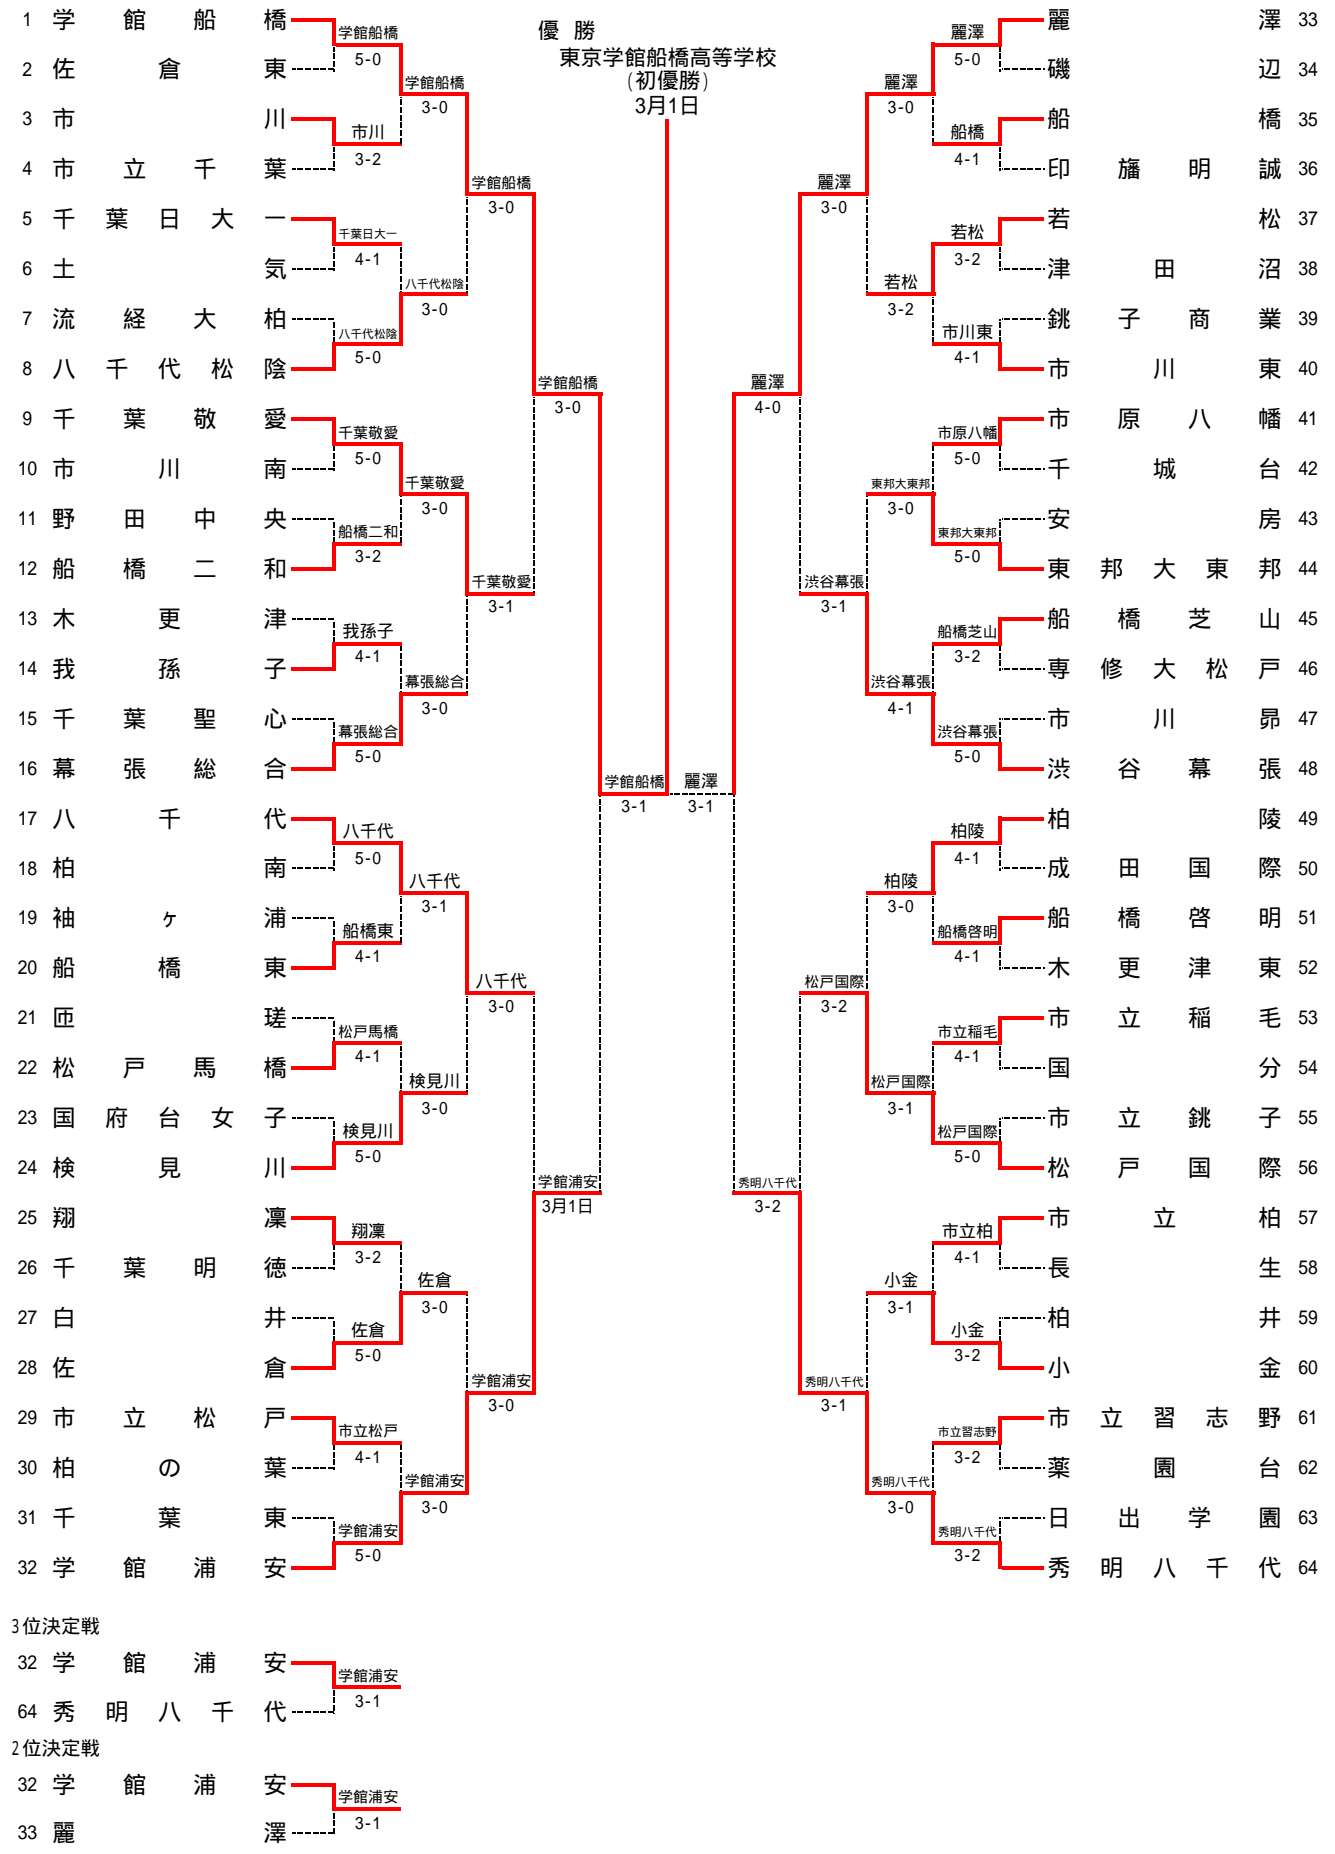 優勝
東京学館船橋高等学校
(初優勝)
3月1日
1 学館船橋
2 佐倉東
3 市川
4 市立千葉
5 千葉日大一
6 土気
7 流経大柏
8 八千代松陰
9 千葉敬愛
10 市川南
11 野田中央
12 船橋二和
13 木更津
14 我孫子
15 千葉聖心
16 幕張総合
17 八千代
18 柏南
19 袖ヶ浦
20 船橋東
21 匝瑳
22 松戸馬橋
23 国府台女子
24 検見川
25 翔凜
26 千葉明徳
27 白井
28 佐倉
29 市立松戸
30 柏の葉
31 千葉東
32 学館浦安
学館船橋
5-0
市川
3-2
千葉日大一
4-1
八千代松陰
5-0
千葉敬愛
5-0
船橋二和
3-2
我孫子
4-1
幕張総合
5-0
八千代
5-0
船橋東
4-1
松戸馬橋
4-1
検見川
5-0
翔凜
3-2
佐倉
5-0
市立松戸
4-1
学館浦安
5-0
学館船橋
3-0
八千代松陰
3-0
千葉敬愛
3-0
幕張総合
3-0
八千代
3-1
検見川
3-0
佐倉
3-0
学館浦安
3-0
学館船橋
3-0
千葉敬愛
3-1
八千代
3-0
学館浦安
3-0
学館船橋
3-0
学館浦安
3月1日
学館船橋
3-1
麗澤
3-1
麗澤
4-0
秀明八千代
3-2
麗澤
3-0
渋谷幕張
3-1
松戸国際
3-2
秀明八千代
3-1
麗澤
3-0
若松
3-2
東邦大東邦
3-0
渋谷幕張
4-1
柏陵
3-0
松戸国際
3-1
小金
3-1
秀明八千代
3-0
麗澤
5-0
船橋
4-1
若松
3-2
市川東
4-1
市原八幡
5-0
東邦大東邦
5-0
船橋芝山
3-2
渋谷幕張
5-0
柏陵
4-1
船橋啓明
4-1
市立稲毛
4-1
松戸国際
5-0
市立柏
4-1
小金
3-2
市立習志野
3-2
秀明八千代
3-2
麗澤 33
磯辺 34
船橋 35
印旛明誠 36
若松 37
津田沼 38
銚子商業 39
市川東 40
市原八幡 41
千城台 42
安房 43
東邦大東邦 44
船橋芝山 45
専修大松戸 46
市川昴 47
渋谷幕張 48
柏陵 49
成田国際 50
船橋啓明 51
木更津東 52
市立稲毛 53
国分 54
市立銚子 55
松戸国際 56
市立柏 57
長生 58
柏井 59
小金 60
市立習志野 61
薬園台 62
日出学園 63
秀明八千代 64
3位決定戦
32 学館浦安
64 秀明八千代
学館浦安
3-1
2位決定戦
32 学館浦安
33 麗澤
学館浦安
3-1